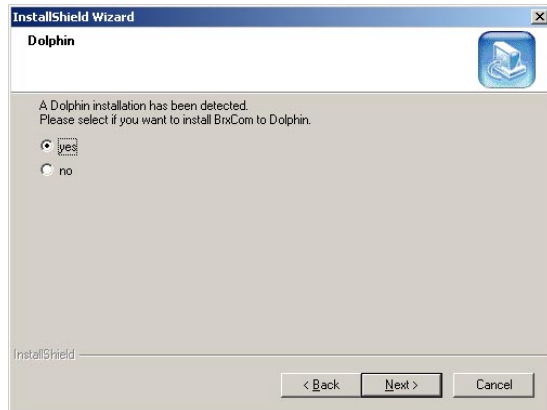 InstallShield Wizard
Dolphin
A Dolphin installation has been detected.
Please select if you want to install BrxCom to Dolphin.
yes
no
InstallShield
< Back
Next >
Cancel